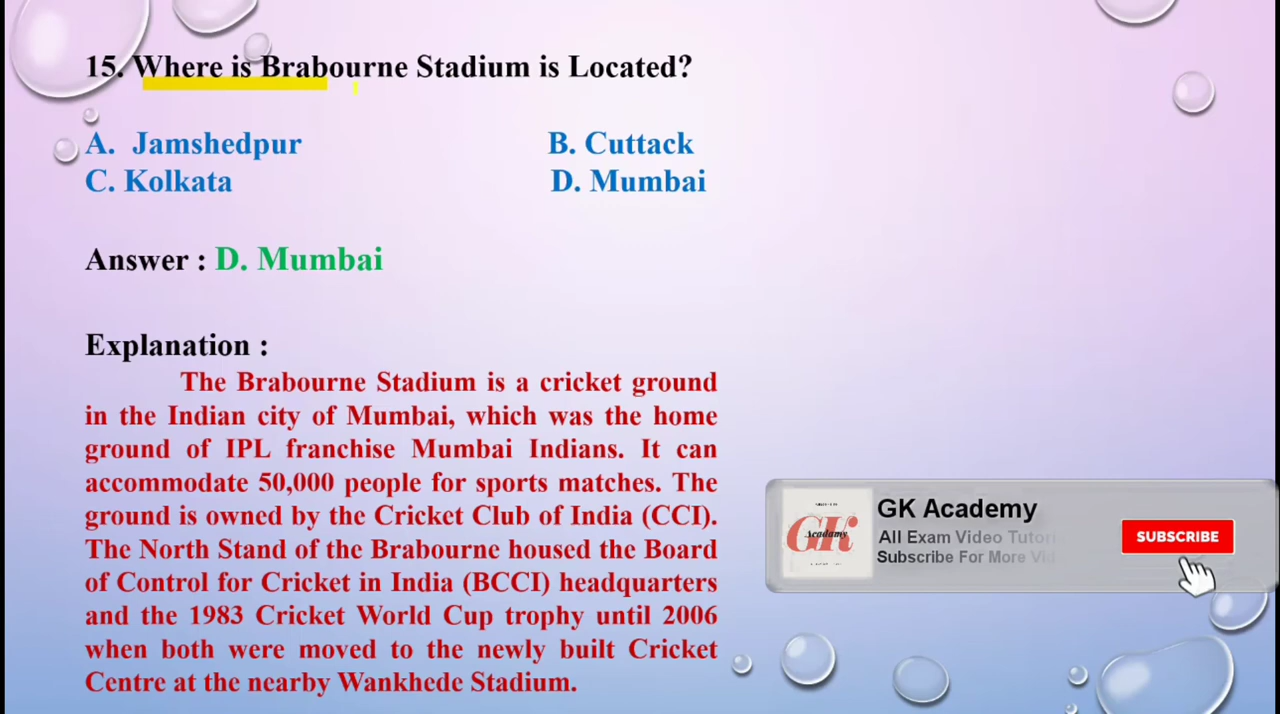 15. Where is Brabourne Stadium is Located?
A. Jamshedpur B. Cuttack
C. Kolkata D. Mumbai
Answer : D. Mumbai
Explanation :
The Brabourne Stadium is a cricket ground
in the Indian city of Mumbai, which was the home
ground of IPL franchise Mumbai Indians. It can
accommodate 50,000 people for sports matches. The
ground is owned by the Cricket Club of India (CCI).
The North Stand of the Brabourne housed the Board
of Control for Cricket in India (BCCI) headquarters
and the 1983 Cricket World Cup trophy until 2006
when both were moved to the newly built Cricket
Centre at the nearby Wankhede Stadium.
GK Academy
GK Academy
All Exam Video Tutor
Subscribe For More Vi
SUBSCRIBE